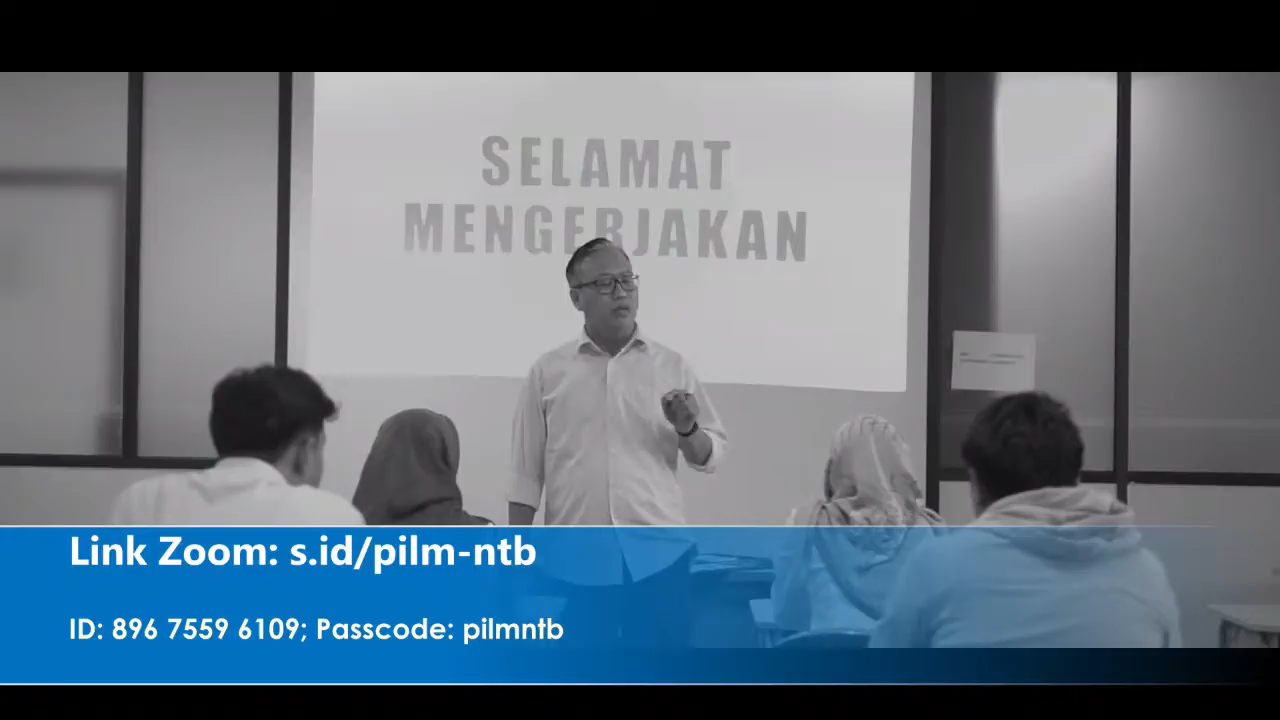 SELAMAT
MENGERJAKAN
Link Zoom: s.id/pilm-ntb
ID: 896 7559 6109; Passcode: pilmntb